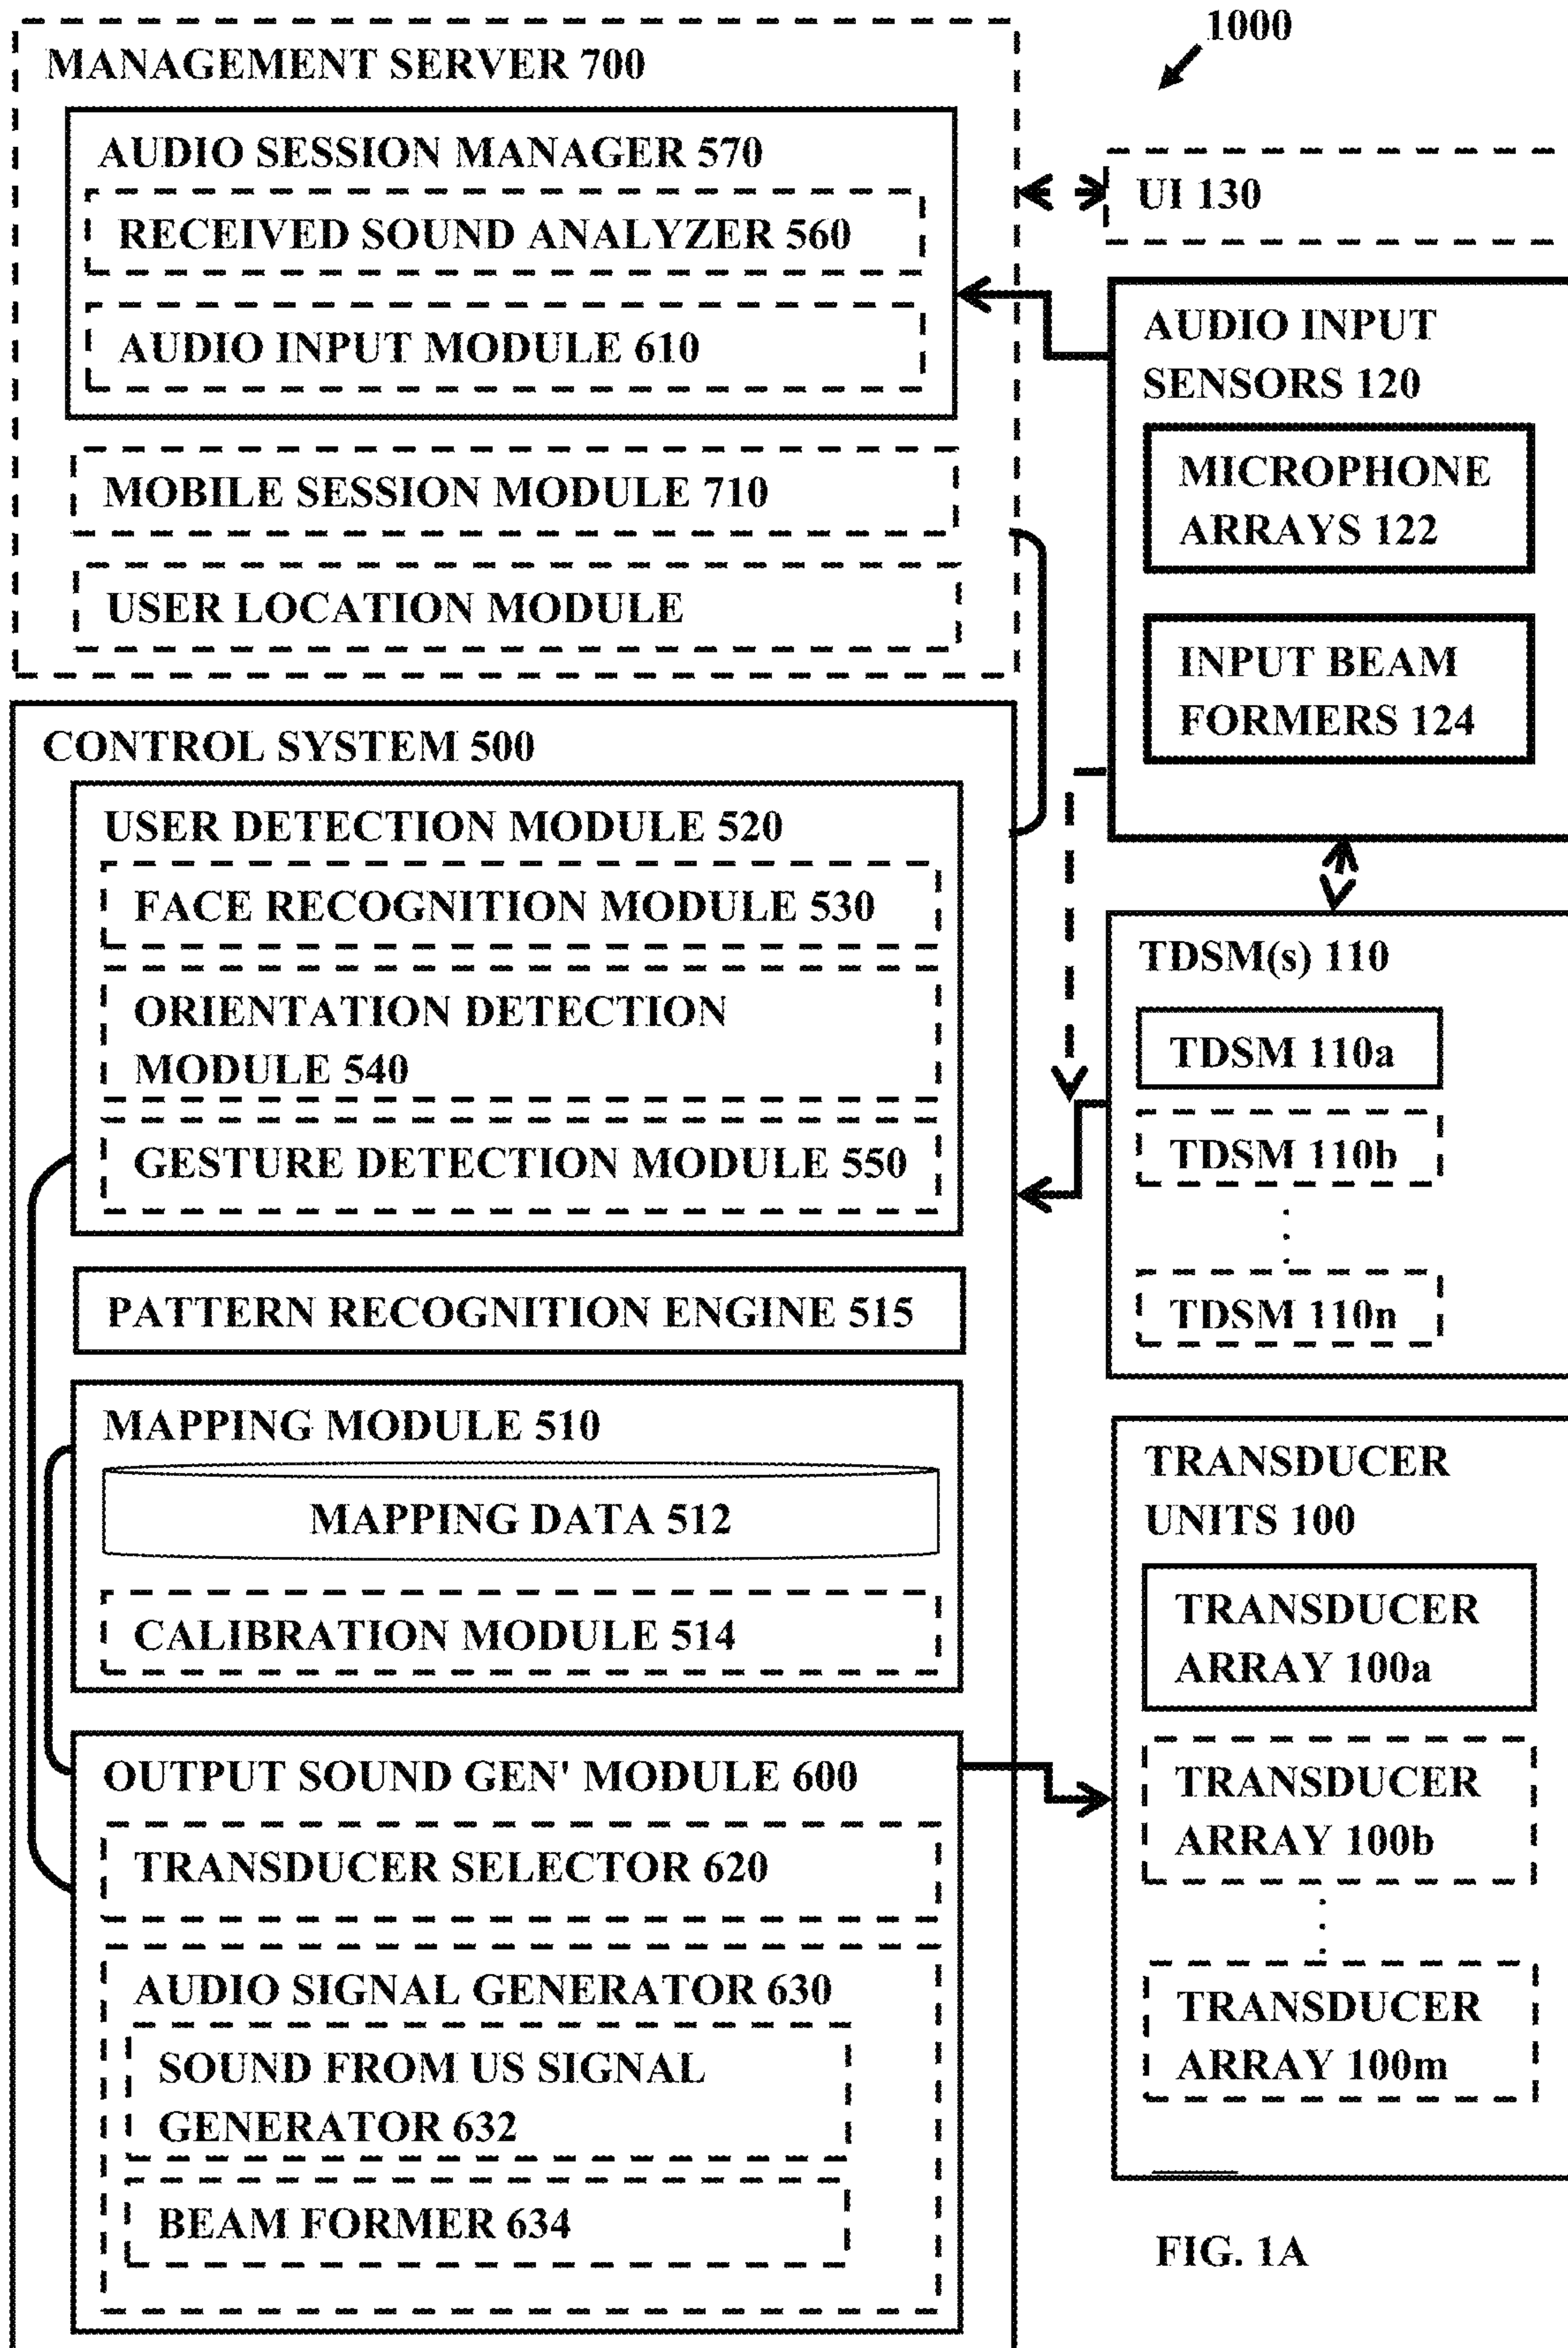 1000
MANAGEMENT SERVER 700
AUDIO SESSION MANAGER 570
RECEIVED SOUND ANALYZER 560
AUDIO INPUT MODULE 610
MOBILE SESSION MODULE 710
USER LOCATION MODULE
CONTROL SYSTEM 500
USER DETECTION MODULE 520
FACE RECOGNITION MODULE 530
ORIENTATION DETECTION
MODULE 540
GESTURE DETECTION MODULE 550
PATTERN RECOGNITION ENGINE 515
MAPPING MODULE 510
MAPPING DATA 512
CALIBRATION MODULE 514
OUTPUT SOUND GEN' MODULE 600
TRANSDUCER SELECTOR 620
AUDIO SIGNAL GENERATOR 630
SOUND FROM US SIGNAL
GENERATOR 632
BEAM FORMER 634
UI 130
AUDIO INPUT
SENSORS 120
MICROPHONE
ARRAYS 122
INPUT BEAM
FORMERS 124
TDSM(s) 110
TDSM 110a
TDSM 110b
TDSM 110n
TRANSDUCER
UNITS 100
TRANSDUCER
ARRAY 100a
TRANSDUCER
ARRAY 100b
TRANSDUCER
ARRAY 100m
FIG. 1A